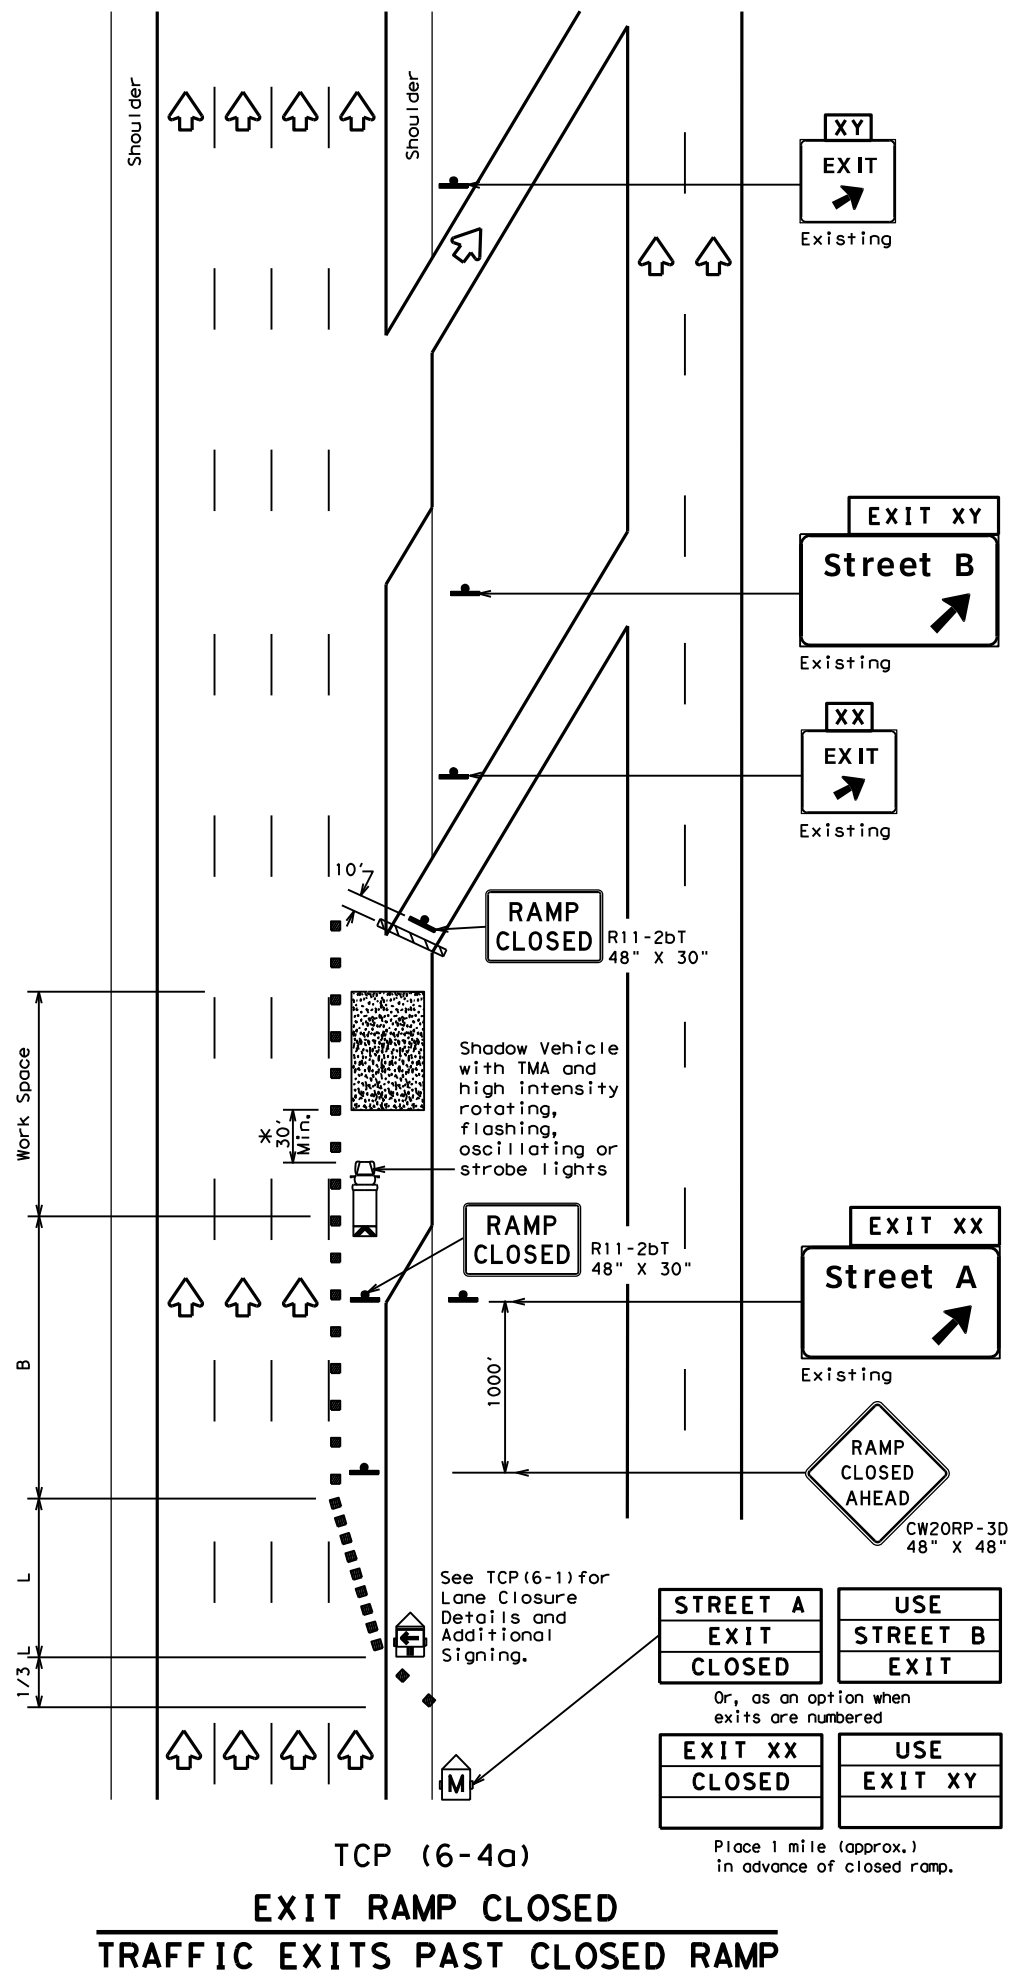 Shoulder
Shoulder
XY
EXIT
Existing
EXIT XY
Street B
Existing
XX
EXIT
Existing
10'
RAMP
CLOSED
R11-2bT
48" X 30"
Work Space
*
30'
Min.
Shadow Vehicle
with TMA and
high intensity
rotating,
flashing,
oscillating or
strobe lights
RAMP
CLOSED
R11-2bT
48" X 30"
EXIT XX
Street A
Existing
B
1000'
RAMP
CLOSED
AHEAD
CW20RP-3D
48" X 48"
L
1/3 L
See TCP(6-1)for
Lane Closure
Details and
Additional
Signing.
STREET A
EXIT
CLOSED
USE
STREET B
EXIT
Or, as an option when
exits are numbered
EXIT XX
CLOSED
USE
EXIT XY
M
Place 1 mile (approx.)
in advance of closed ramp.
TCP (6-4a)
EXIT RAMP CLOSED
TRAFFIC EXITS PAST CLOSED RAMP